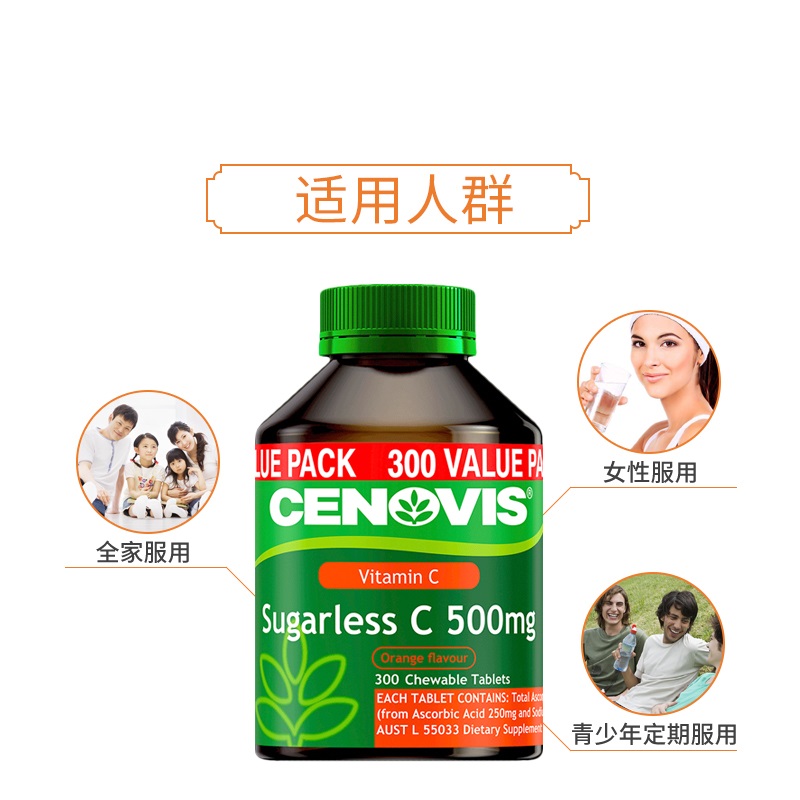 适用人群
LUE PACK 300 VALUE PA
CENOVIS®
Vitamin C
Sugarless C 500mg
Orange flavour
300 Chewable Tablets
EACH TABLET CONTAINS: Total Ascor
(from Ascorbic Acid 250mg and Sodi
AUST L 55033 Dietary Supplement
女性服用
全家服用
青少年定期服用